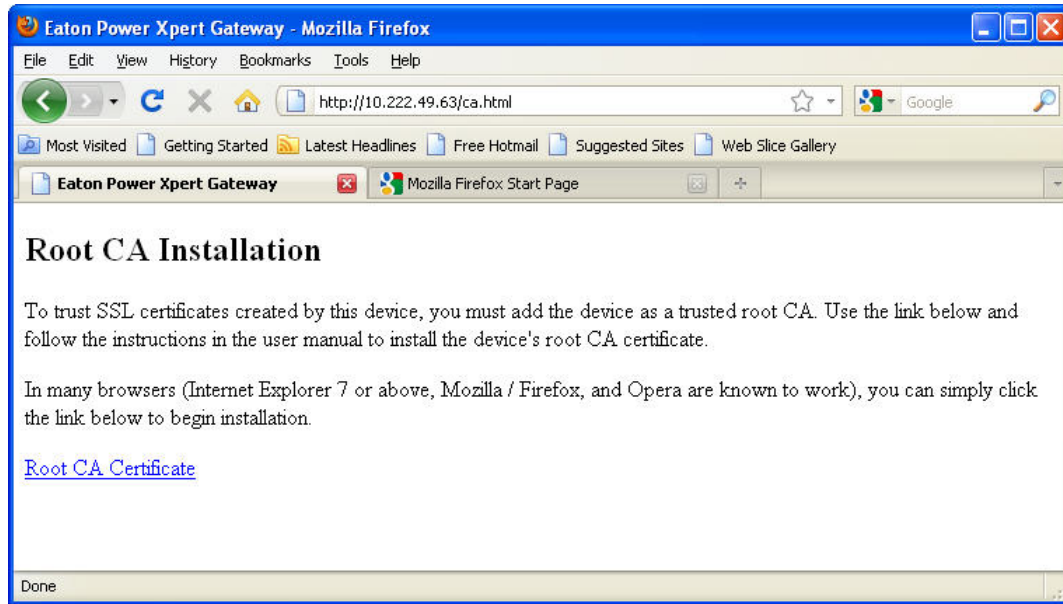 Eaton Power Xpert Gateway - Mozilla Firefox
File Edit View History Bookmarks Tools Help
http://10.222.49.63/ca.html Google
Most Visited Getting Started Latest Headlines Free Hotmail Suggested Sites Web Slice Gallery
Eaton Power Xpert Gateway Mozilla Firefox Start Page
Root CA Installation
To trust SSL certificates created by this device, you must add the device as a trusted root CA. Use the link below and
follow the instructions in the user manual to install the device's root CA certificate.
In many browsers (Internet Explorer 7 or above, Mozilla / Firefox, and Opera are known to work), you can simply click
the link below to begin installation.
Root CA Certificate
Done